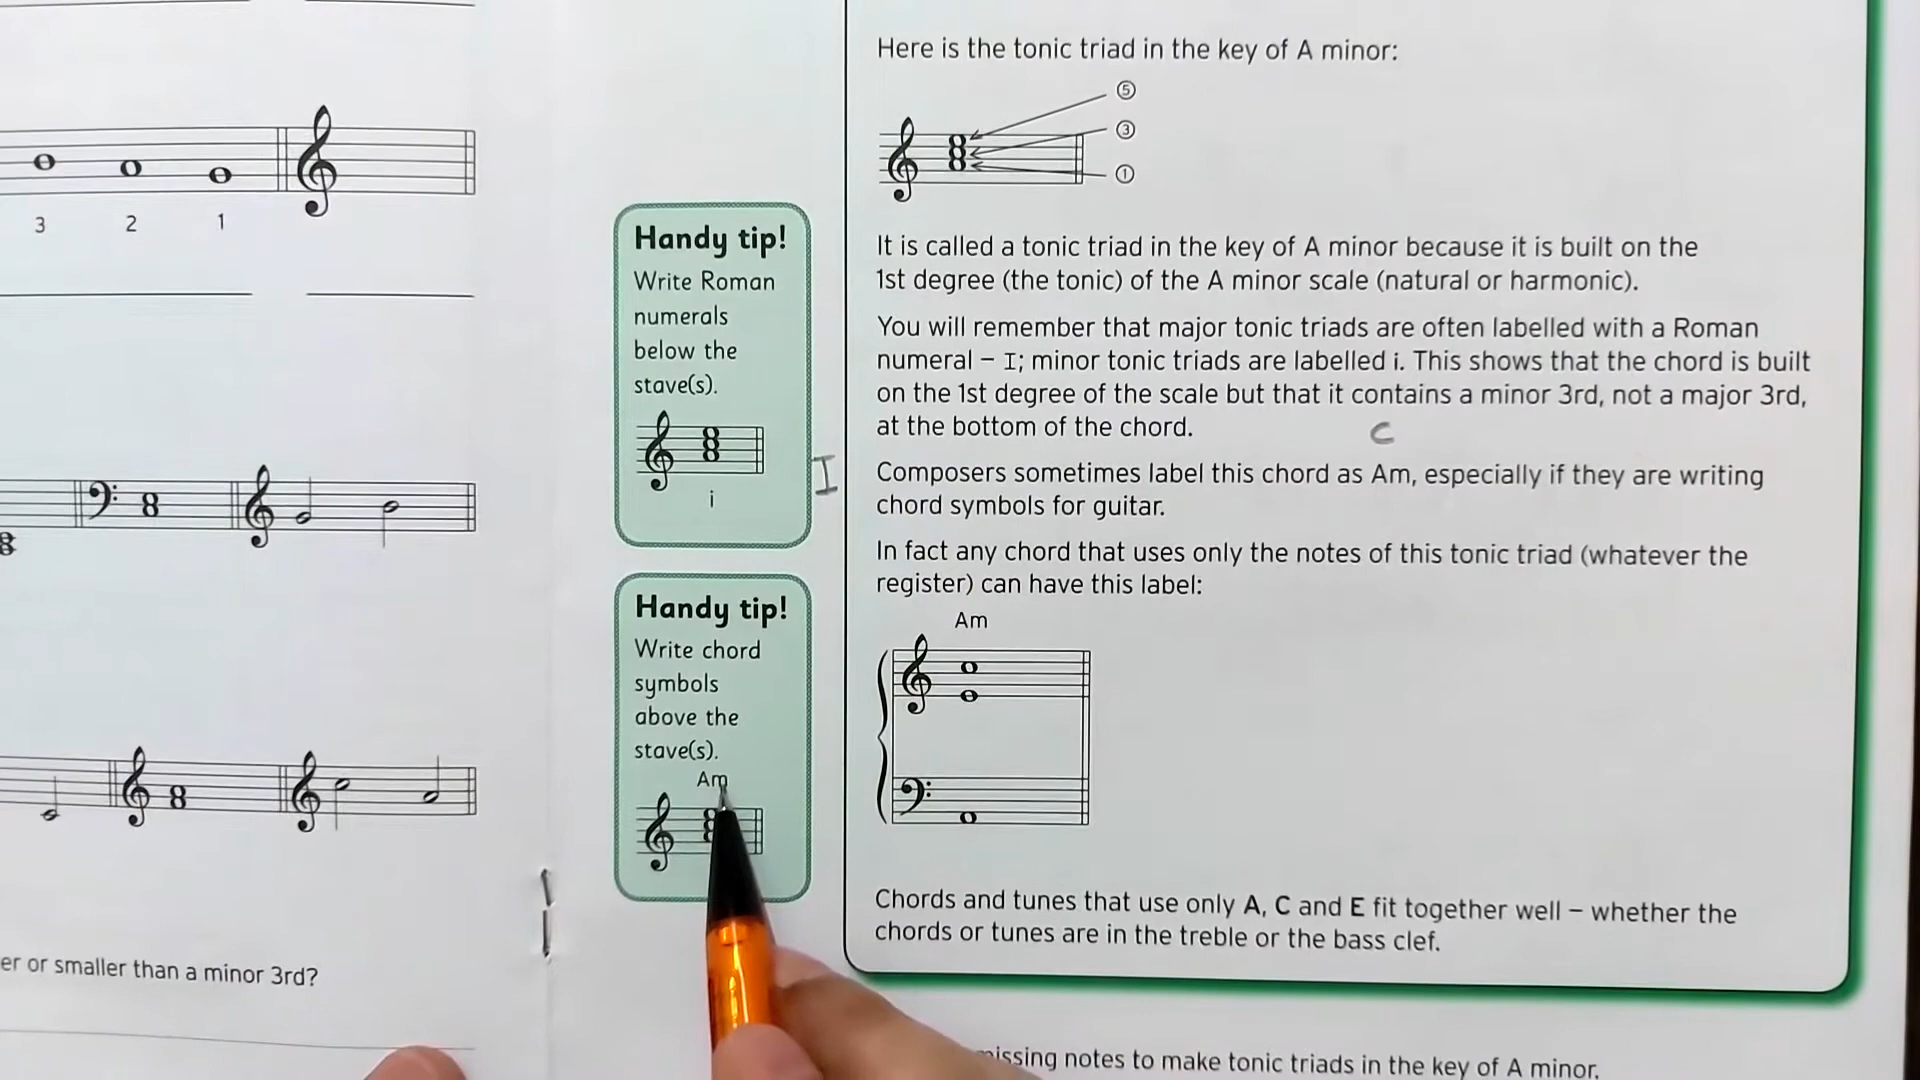 3 2 1
er or smaller than a minor 3rd?
Handy tip!
Write Roman
numerals
below the
stave(s).
i
I
Handy tip!
Write chord
symbols
above the
stave(s).
Am
Here is the tonic triad in the key of A minor:
⑤
③
①
It is called a tonic triad in the key of A minor because it is built on the
1st degree (the tonic) of the A minor scale (natural or harmonic).
You will remember that major tonic triads are often labelled with a Roman
numeral – I; minor tonic triads are labelled i. This shows that the chord is built
on the 1st degree of the scale but that it contains a minor 3rd, not a major 3rd,
at the bottom of the chord.
C
Composers sometimes label this chord as Am, especially if they are writing
chord symbols for guitar.
In fact any chord that uses only the notes of this tonic triad (whatever the
register) can have this label:
Am
Chords and tunes that use only A, C and E fit together well – whether the
chords or tunes are in the treble or the bass clef.
missing notes to make tonic triads in the key of A minor.